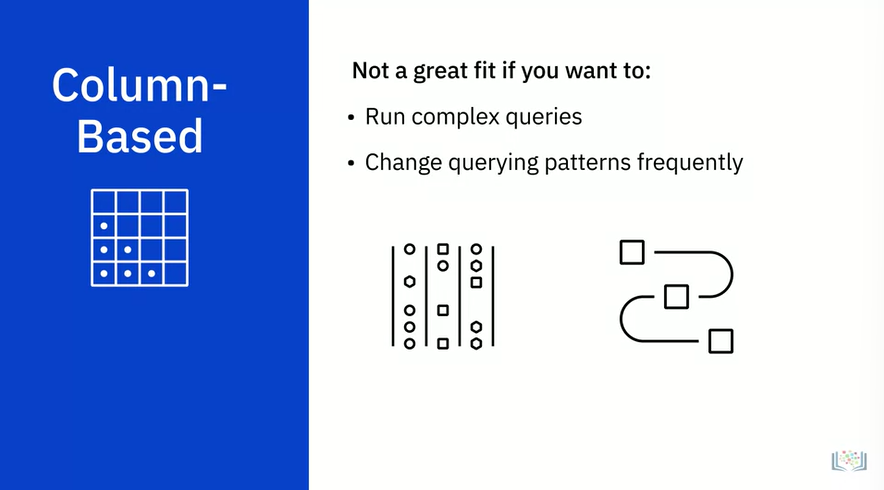 Column-
Based
Not a great fit if you want to:
• Run complex queries
• Change querying patterns frequently